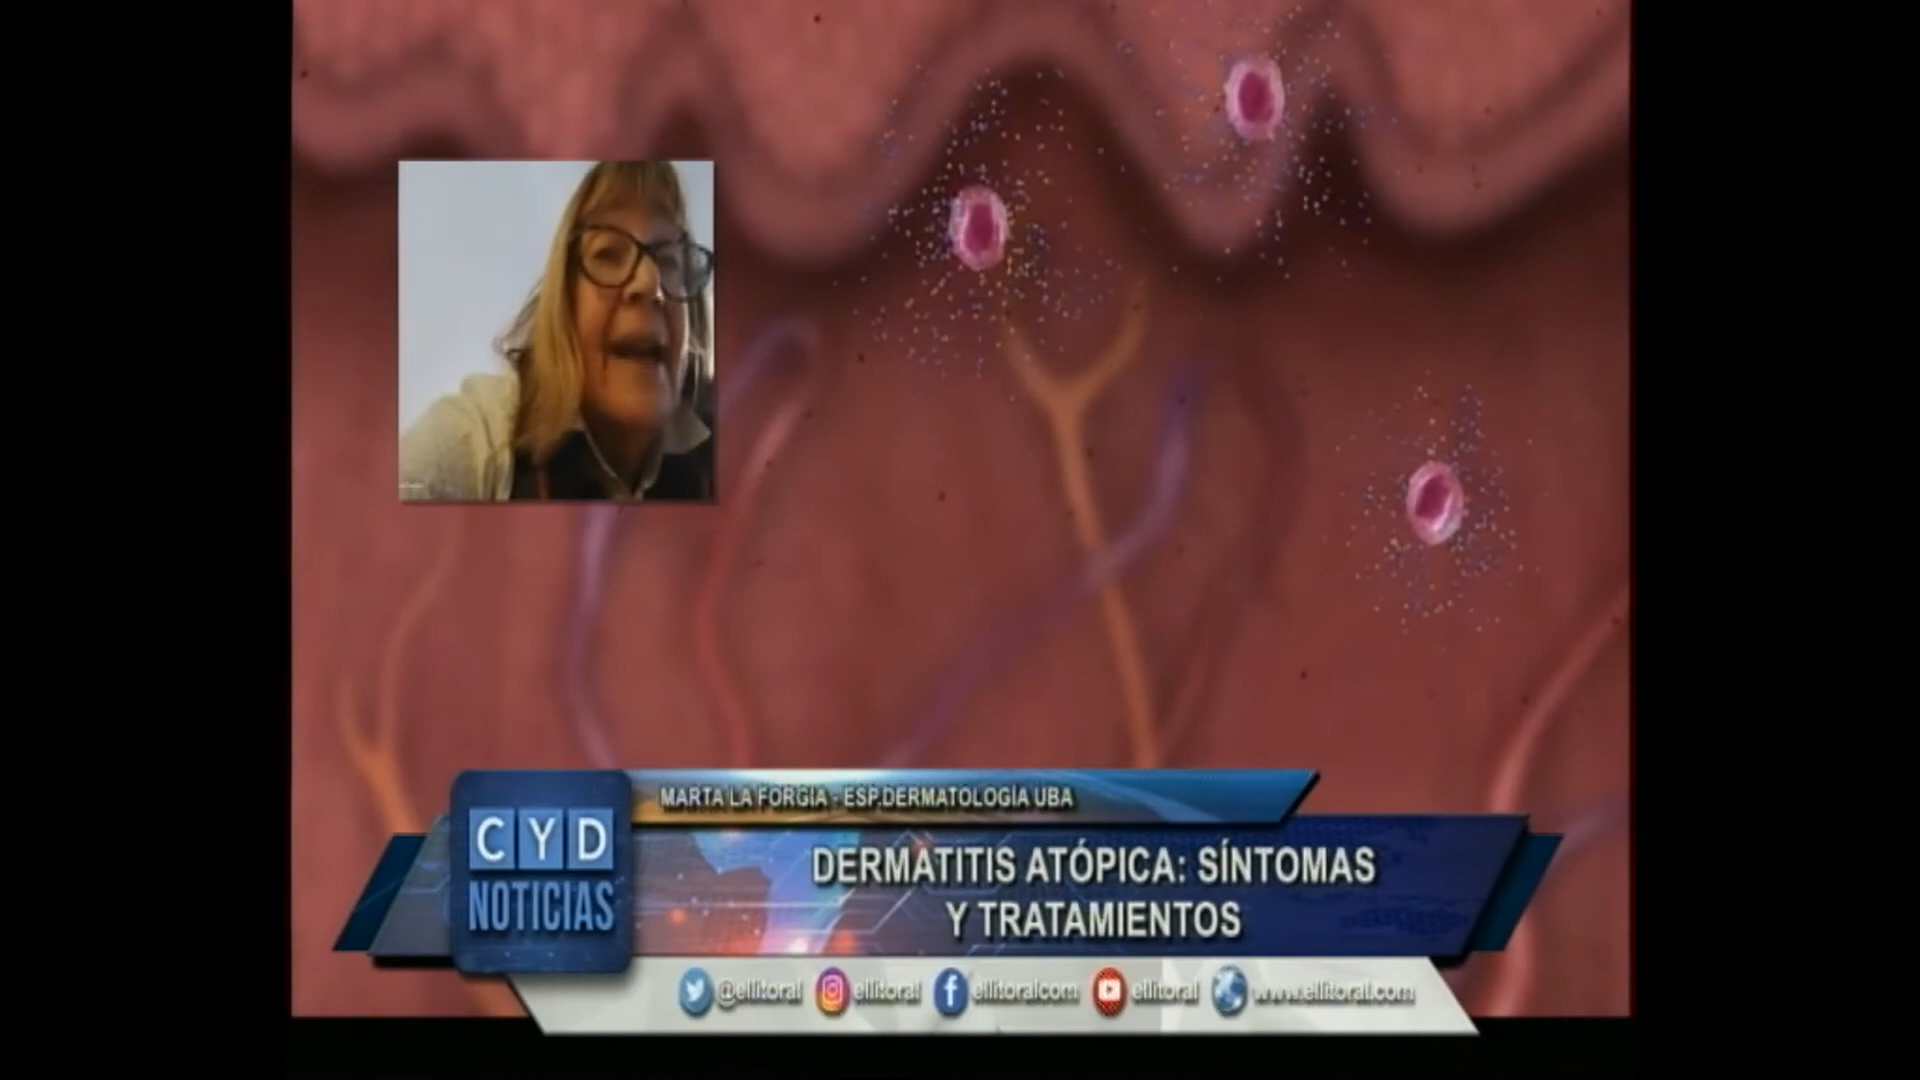 MARTA LA FORGIA - ESP.DERMATOLOGÍA UBA
CYD
NOTICIAS
DERMATITIS ATÓPICA: SÍNTOMAS
Y TRATAMIENTOS
@ellitoral ellitoral ellitoralcom ellitoral www.ellitoral.com